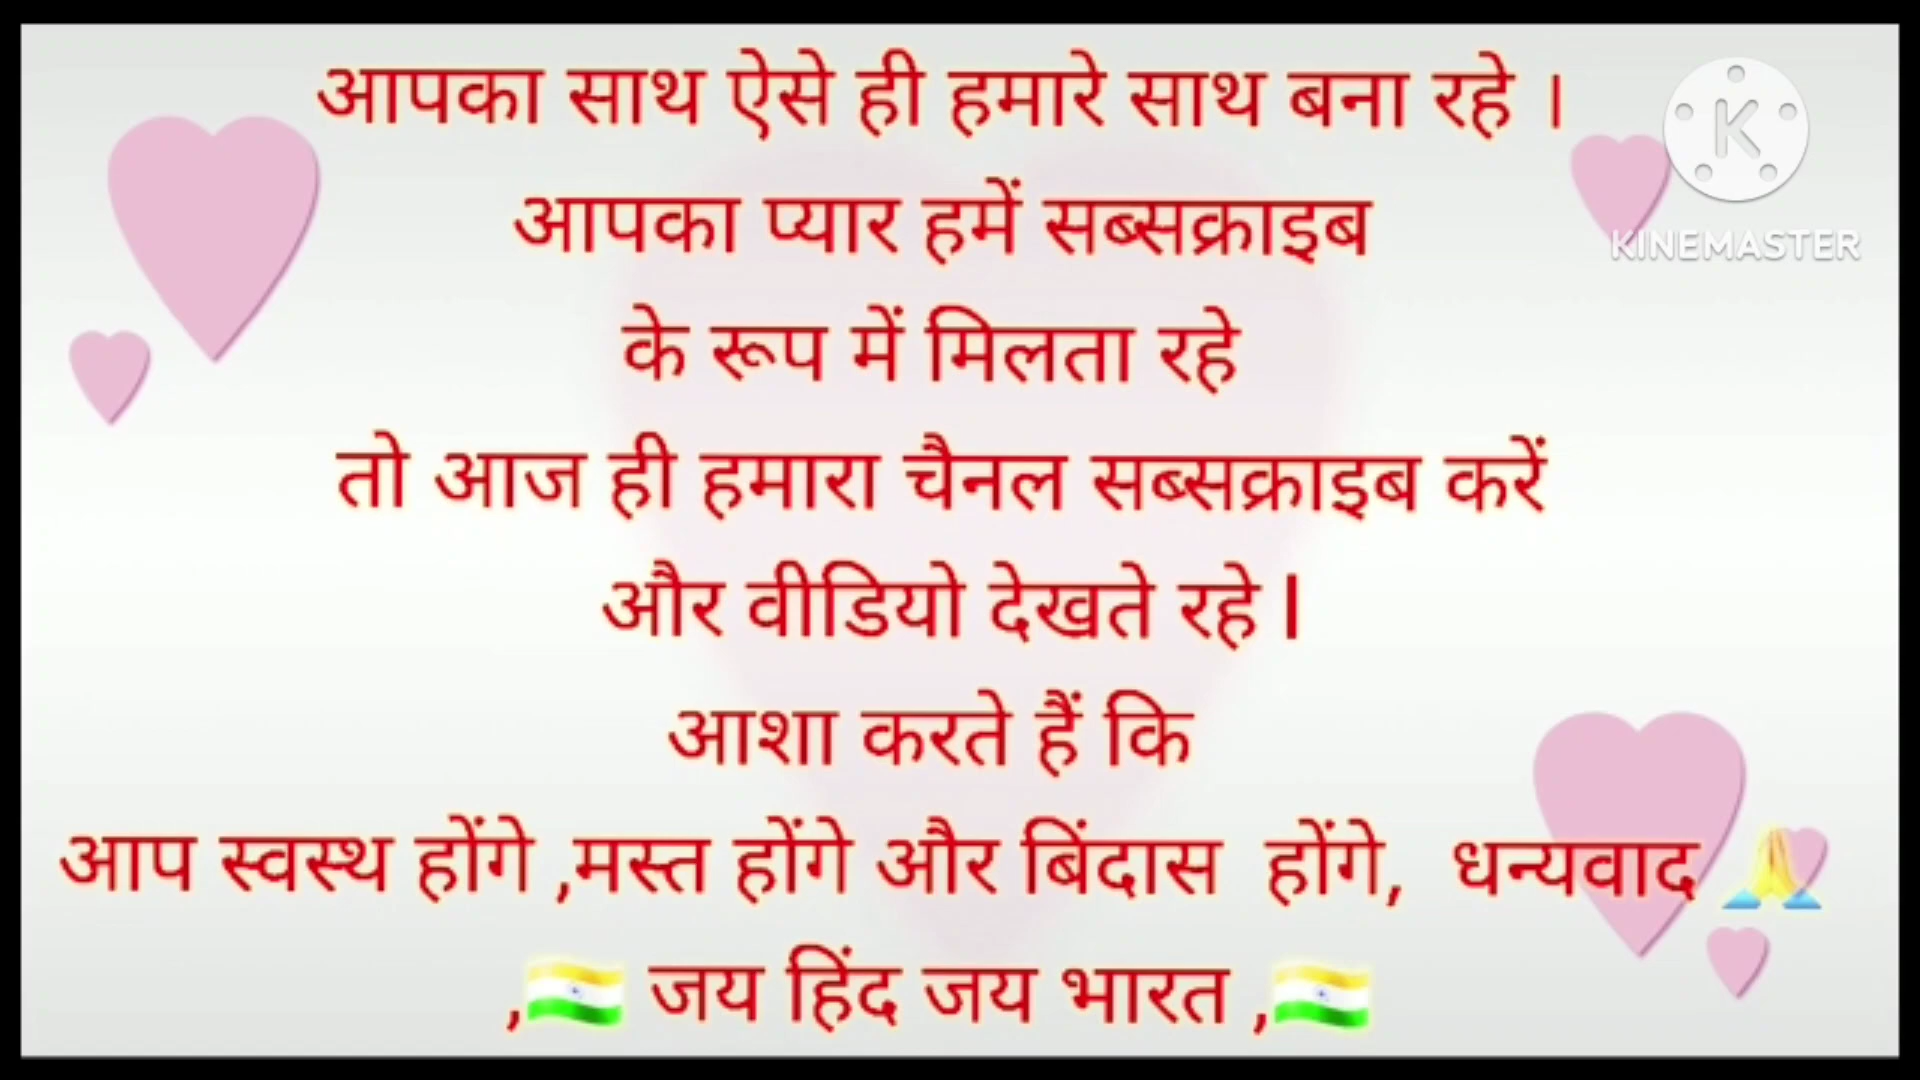 आपका साथ ऐसे ही हमारे साथ बना रहे ।
आपका प्यार हमें सब्सक्राइब
के रूप में मिलता रहे
तो आज ही हमारा चैनल सब्सक्राइब करें
और वीडियो देखते रहे l
आशा करते हैं कि
आप स्वस्थ होंगे ,मस्त होंगे और बिंदास होंगे, धन्यवाद 🙏
,🇮🇳 जय हिंद जय भारत ,🇮🇳
K
KINEMASTER